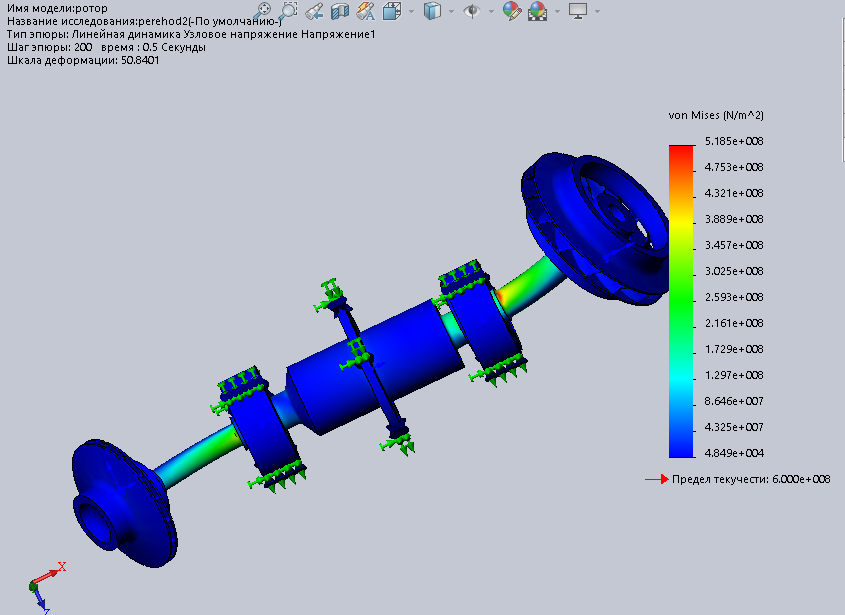 Имя модели:ротор
Название исследования:perehod2(-По умолчанию-)
Тип эпюры: Линейная динамика Узловое напряжение Напряжение1
Шаг эпюры: 200 время : 0.5 Секунды
Шкала деформации: 50.8401
von Mises (N/m^2)
5.185e+008
4.753e+008
4.321e+008
3.889e+008
3.457e+008
3.025e+008
2.593e+008
2.161e+008
1.729e+008
1.297e+008
8.646e+007
4.325e+007
4.849e+004
Предел текучести: 6.000e+008
X
Z